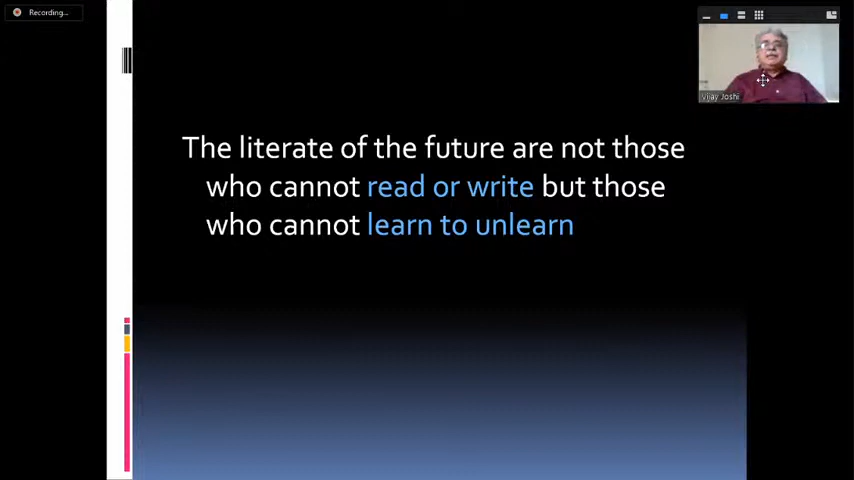 Recording...
Vijay Joshi
The literate of the future are not those
who cannot read or write but those
who cannot learn to unlearn